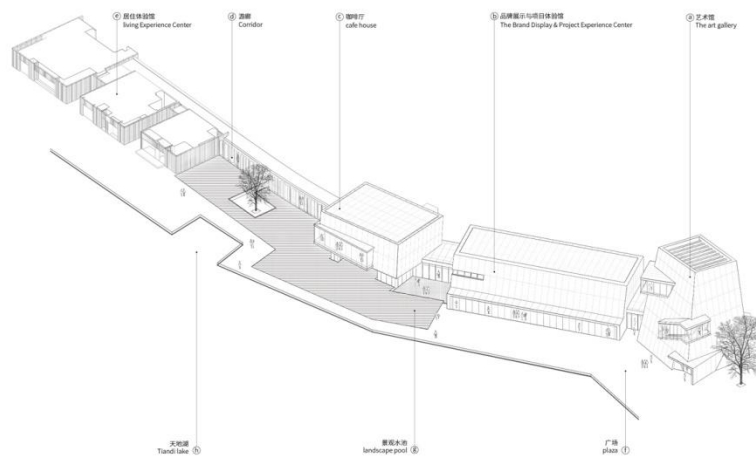 ⓔ 居住体验馆
living Experience Center
ⓓ 游廊
Corridor
ⓒ 咖啡厅
cafe house
ⓑ 品牌展示与项目体验馆
The Brand Display & Project Experience Center
ⓐ 艺术馆
The art gallery
天地湖
Tiandi lake ⓗ
景观水池
landscape pool ⓖ
广场
plaza ⓕ